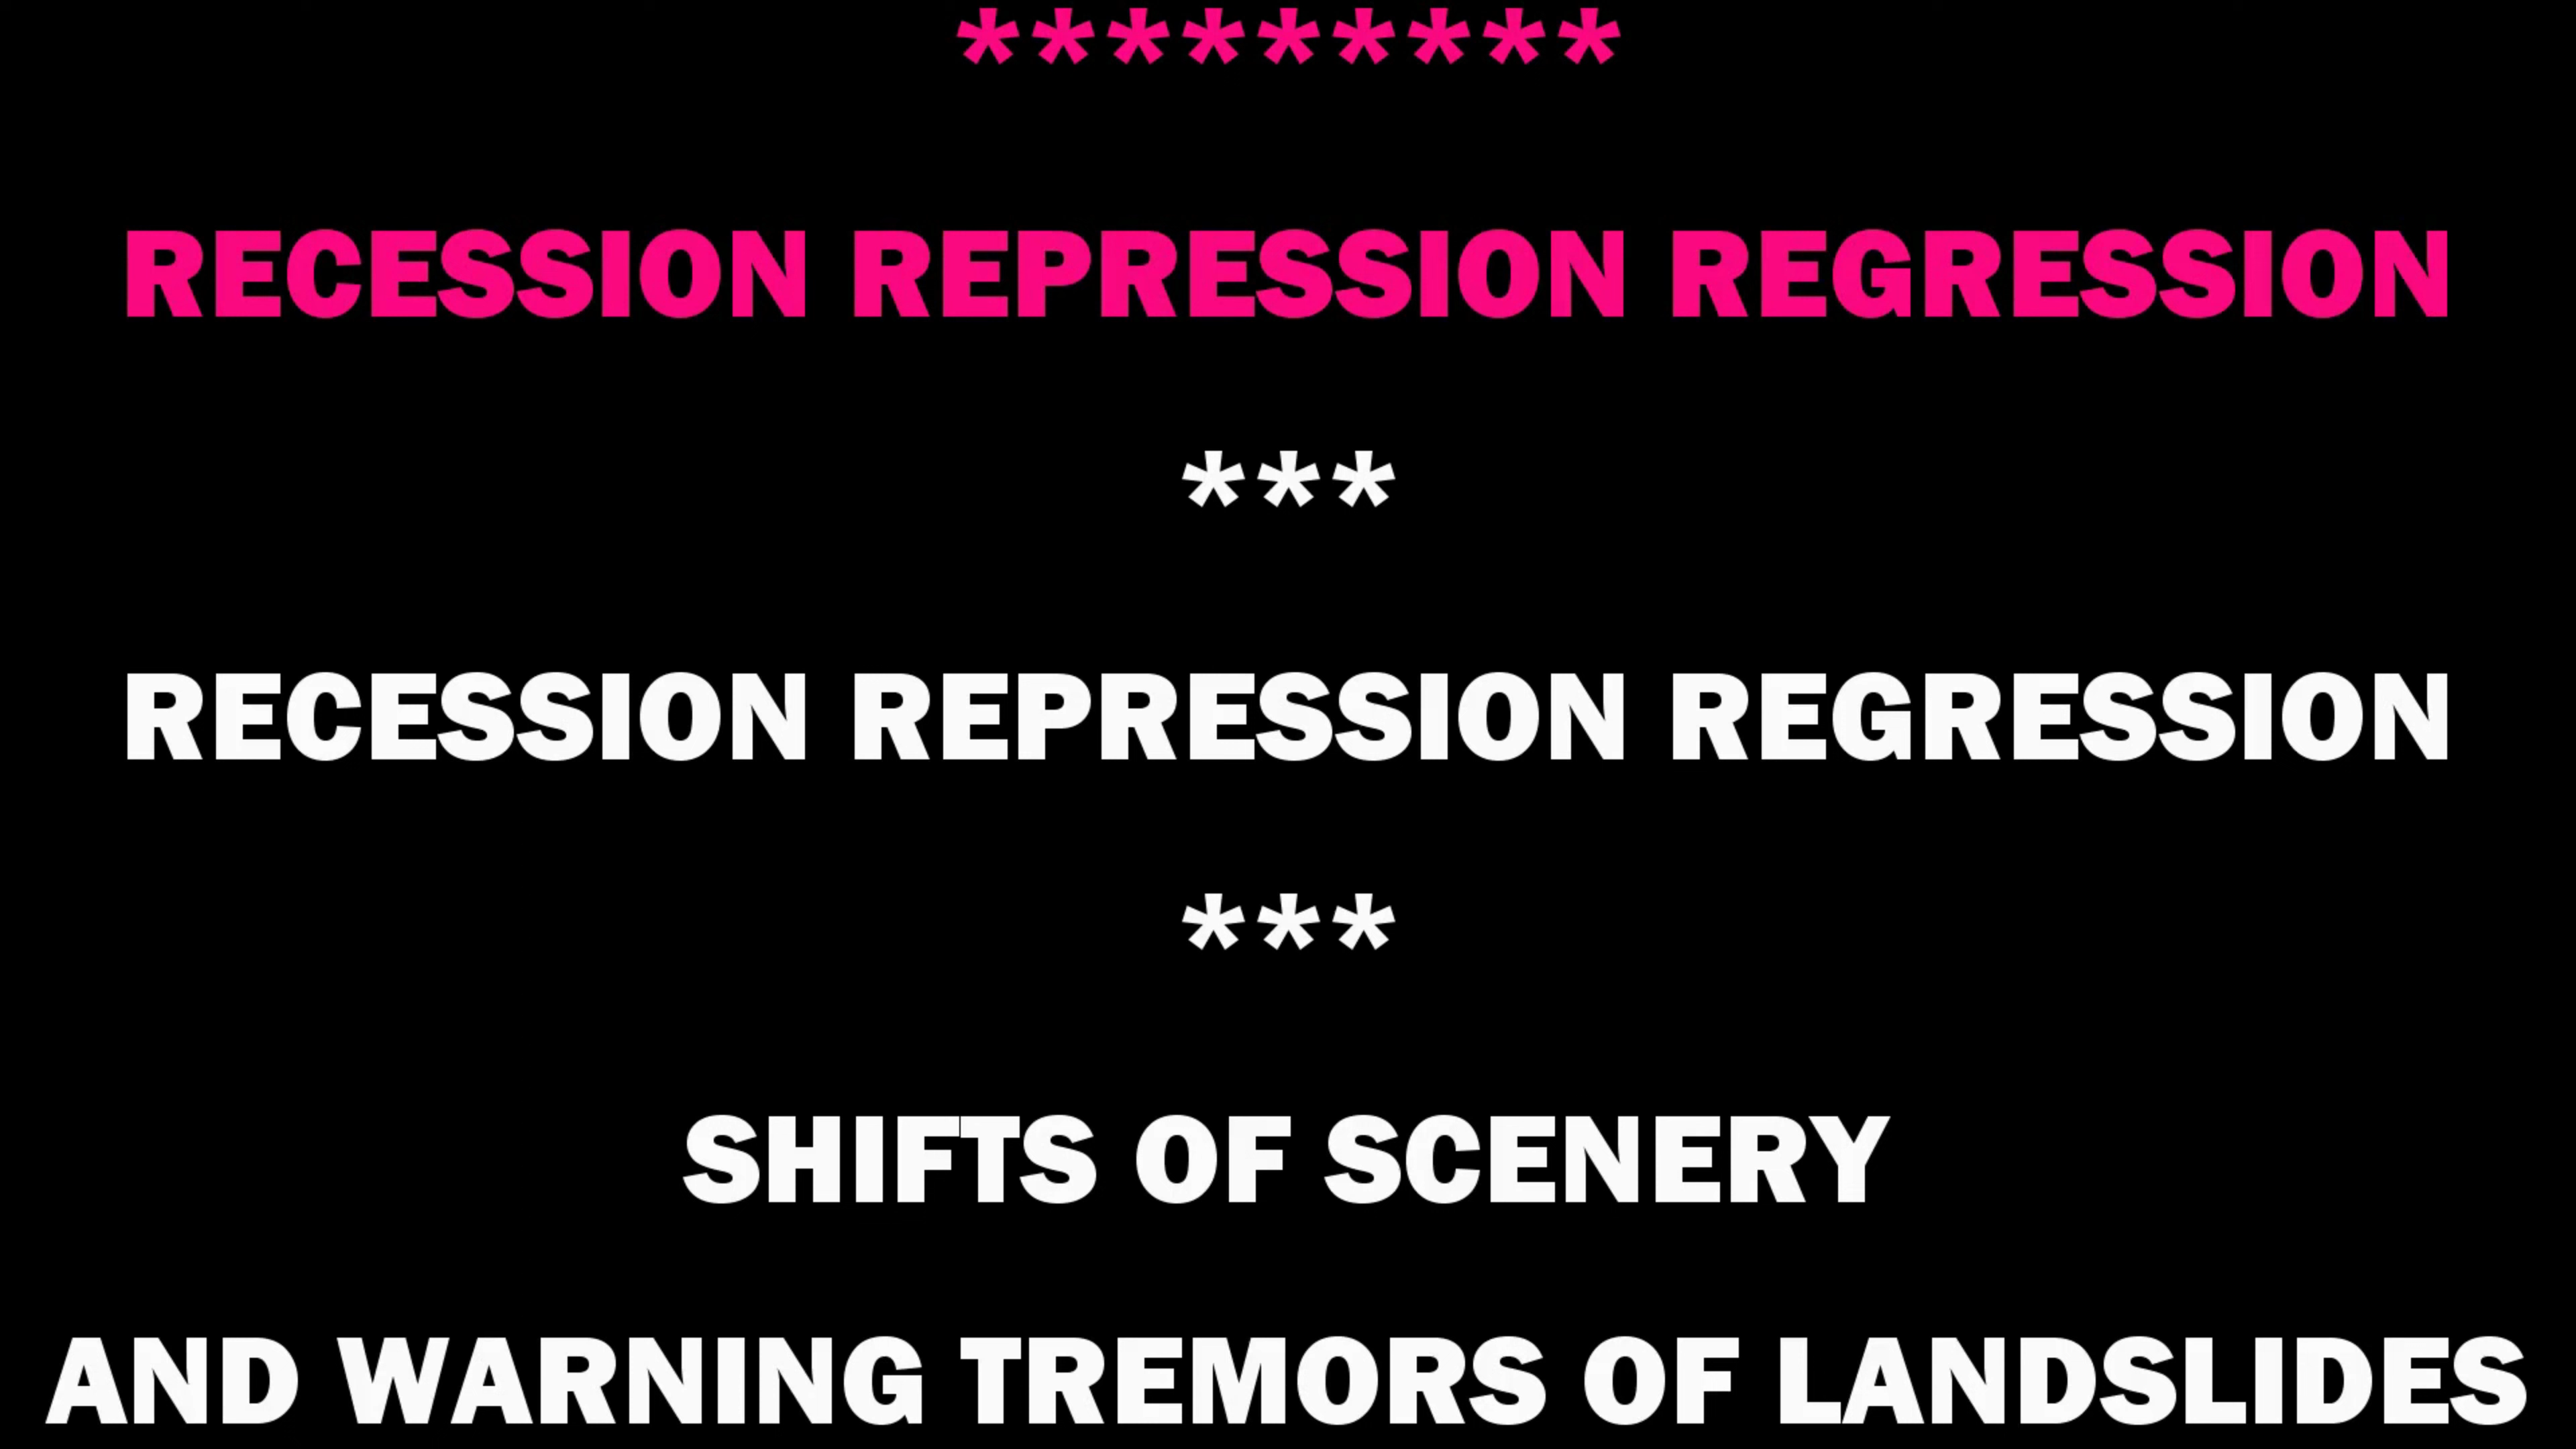 *********
RECESSION REPRESSION REGRESSION
***
RECESSION REPRESSION REGRESSION
***
SHIFTS OF SCENERY
AND WARNING TREMORS OF LANDSLIDES